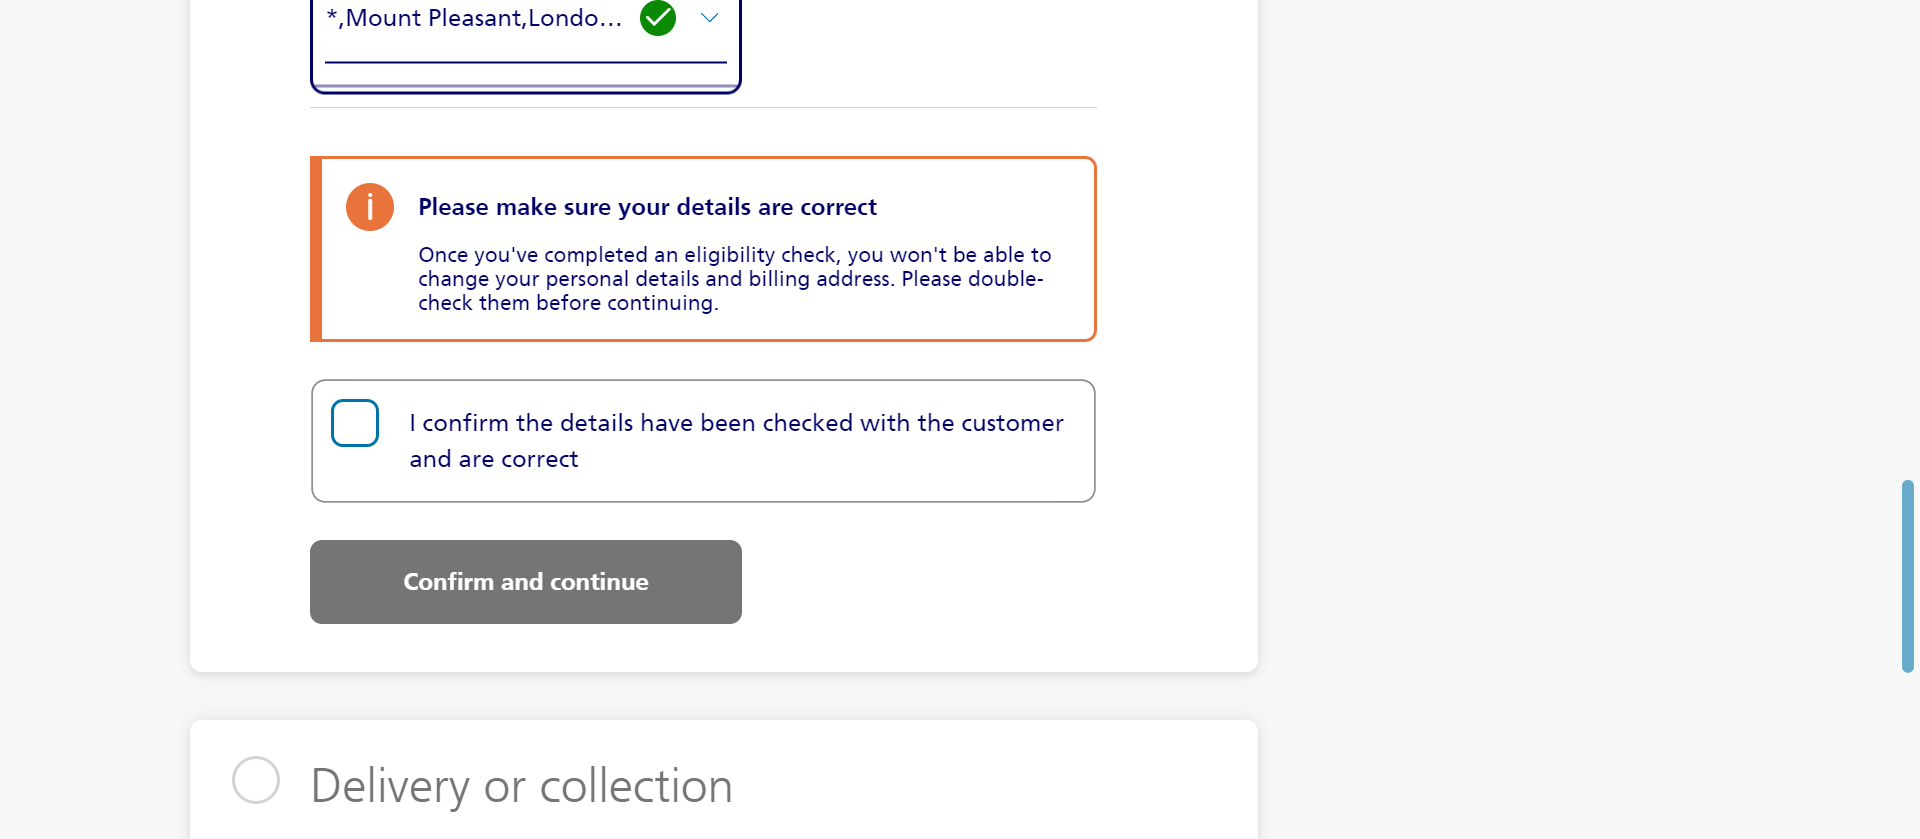 *,Mount Pleasant,Londo...
Please make sure your details are correct
Once you've completed an eligibility check, you won't be able to
change your personal details and billing address. Please double-
check them before continuing.
I confirm the details have been checked with the customer
and are correct
Confirm and continue
Delivery or collection